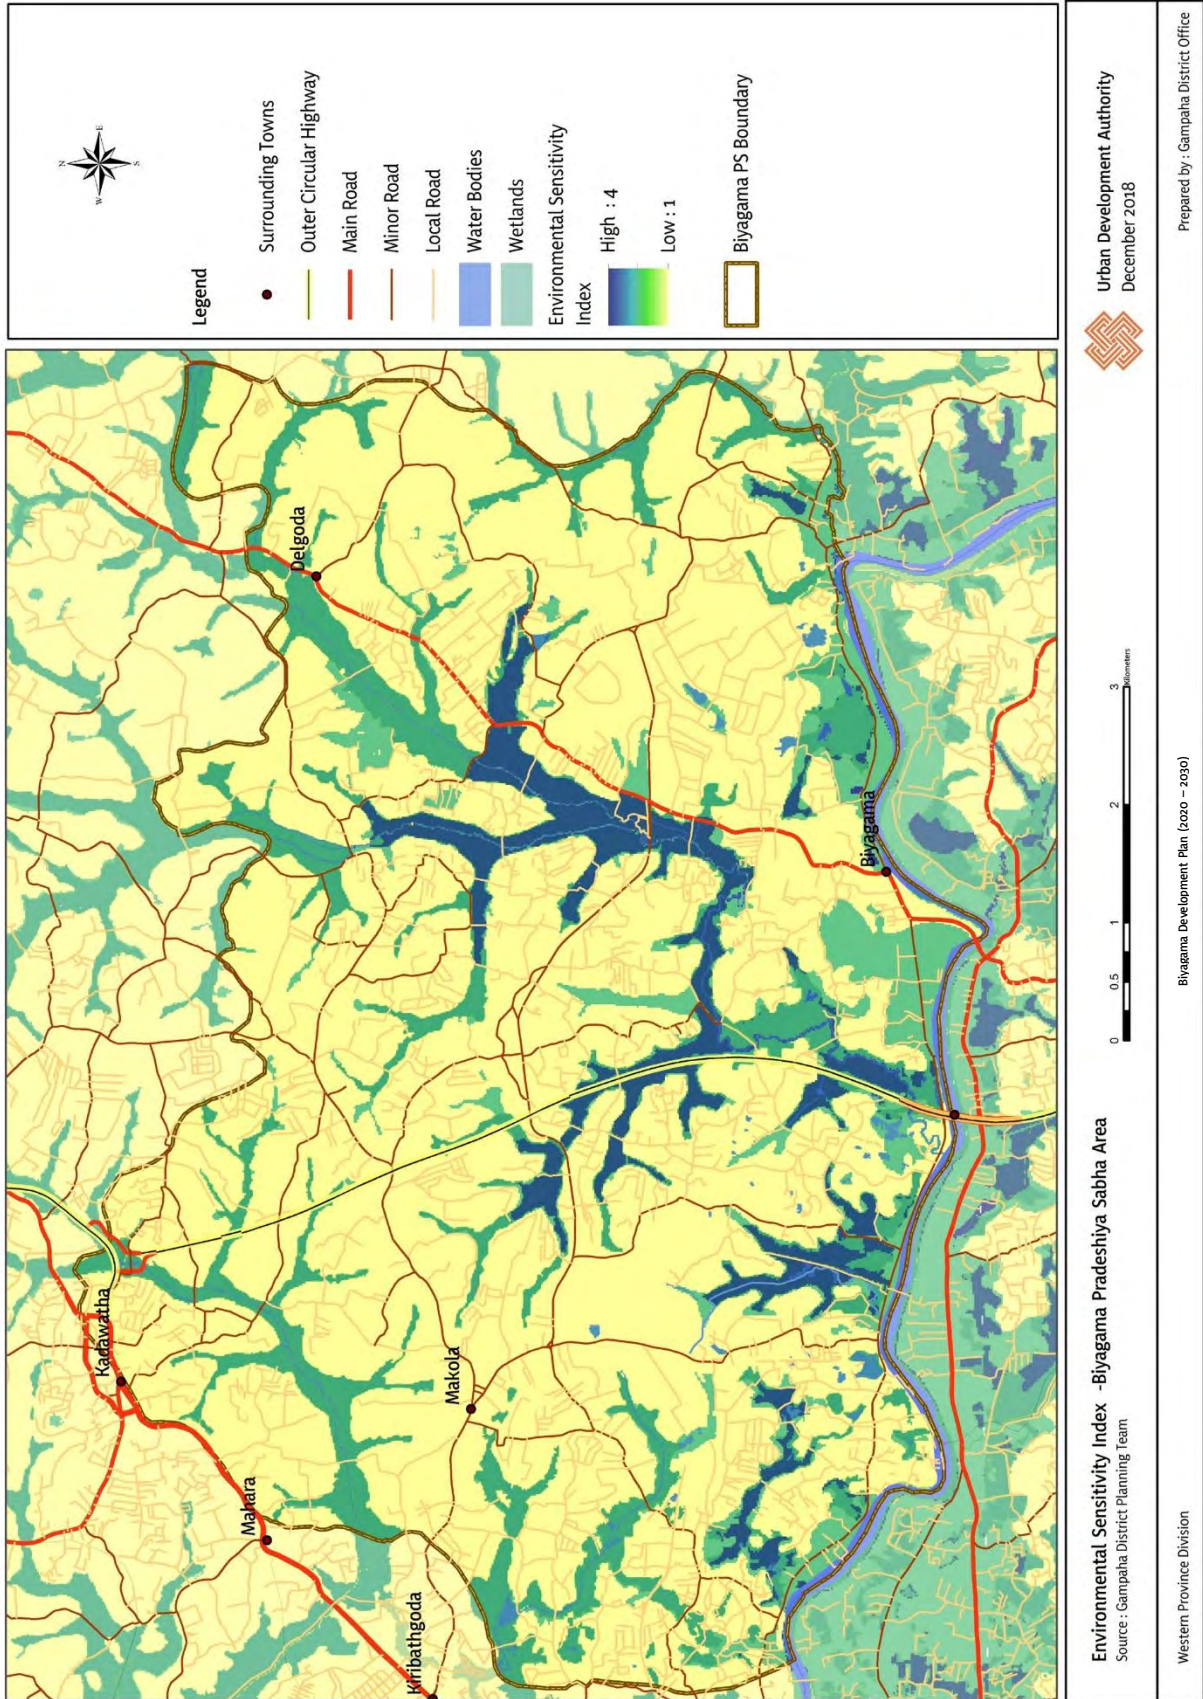 N
W
E
S
Legend
Surrounding Towns
Outer Circular Highway
Main Road
Minor Road
Local Road
Water Bodies
Wetlands
Environmental Sensitivity
Index
High : 4
Low : 1
Biyagama PS Boundary
Delgoda
Kadawatha
Mahara
Makola
Kiribathgoda
Biyagama
0 0.5 1 2 3
Kilometers
Environmental Sensitivity Index -Biyagama Pradeshiya Sabha Area
Source : Gampaha District Planning Team
Urban Development Authority
December 2018
Western Province Division
Biyagama Development Plan (2020 – 2030)
Prepared by : Gampaha District Office